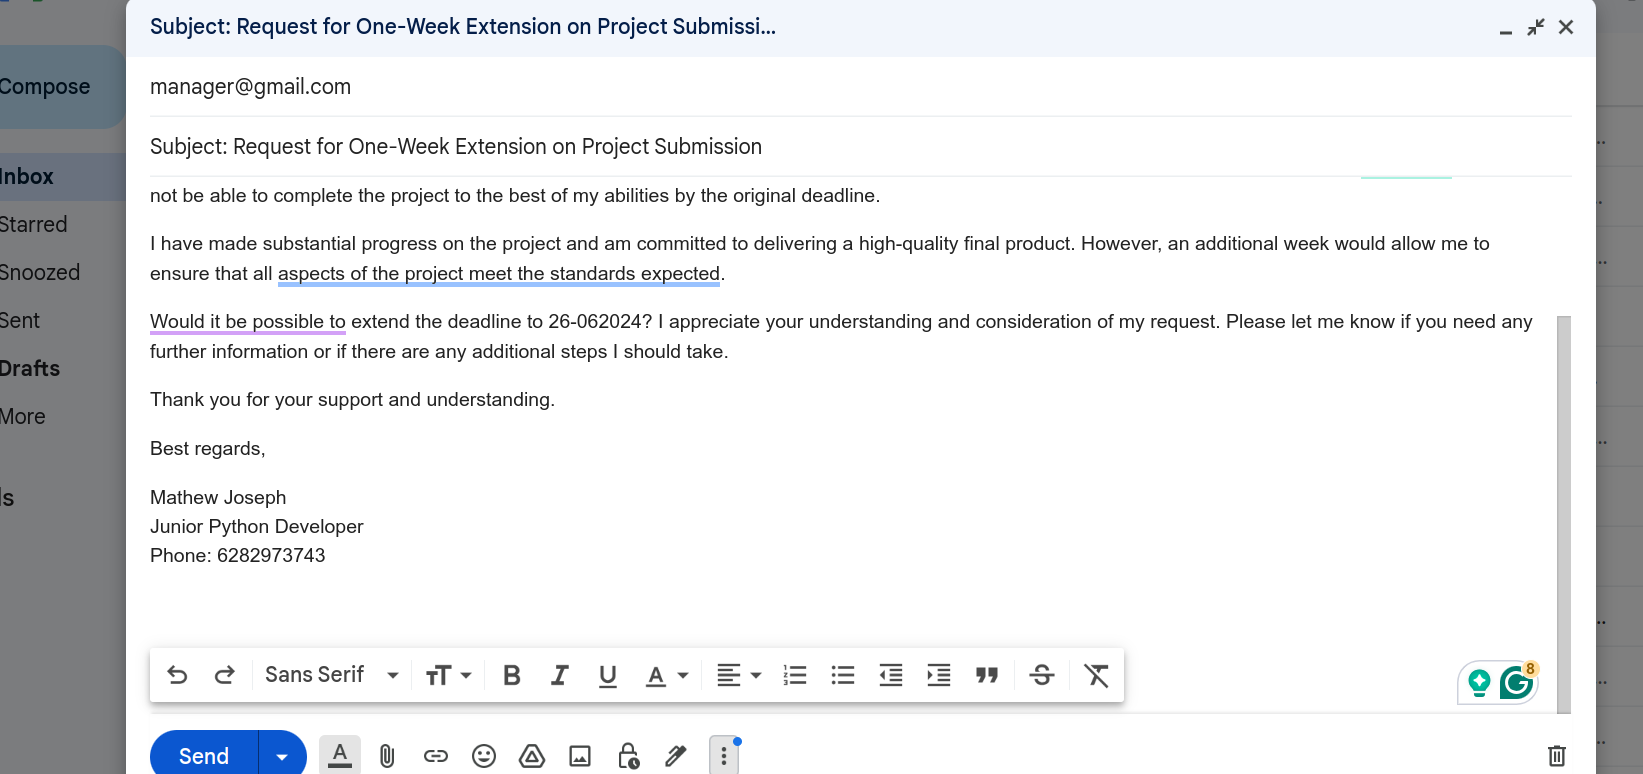 Subject: Request for One-Week Extension on Project Submissi...
Compose
manager@gmail.com
Subject: Request for One-Week Extension on Project Submission
Inbox
Starred
Snoozed
Sent
Drafts
More
ls
not be able to complete the project to the best of my abilities by the original deadline.
I have made substantial progress on the project and am committed to delivering a high-quality final product. However, an additional week would allow me to
ensure that all aspects of the project meet the standards expected.
Would it be possible to extend the deadline to 26-062024? I appreciate your understanding and consideration of my request. Please let me know if you need any
further information or if there are any additional steps I should take.
Thank you for your support and understanding.
Best regards,
Mathew Joseph
Junior Python Developer
Phone: 6282973743
Sans Serif
8
Send